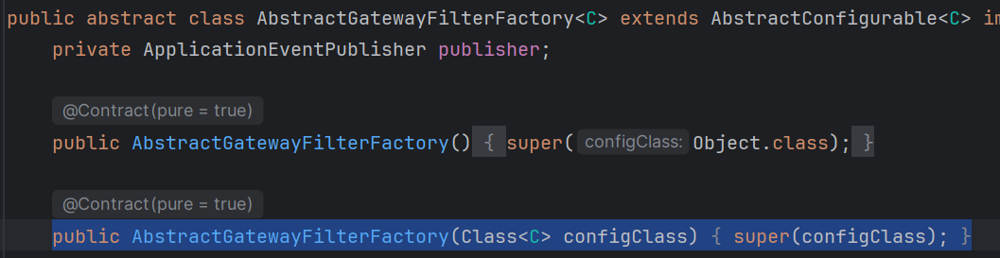 public abstract class AbstractGatewayFilterFactory<C> extends AbstractConfigurable<C> im
private ApplicationEventPublisher publisher;
@Contract(pure = true)
public AbstractGatewayFilterFactory() { super( configClass: Object.class); }
@Contract(pure = true)
public AbstractGatewayFilterFactory(Class<C> configClass) { super(configClass); }